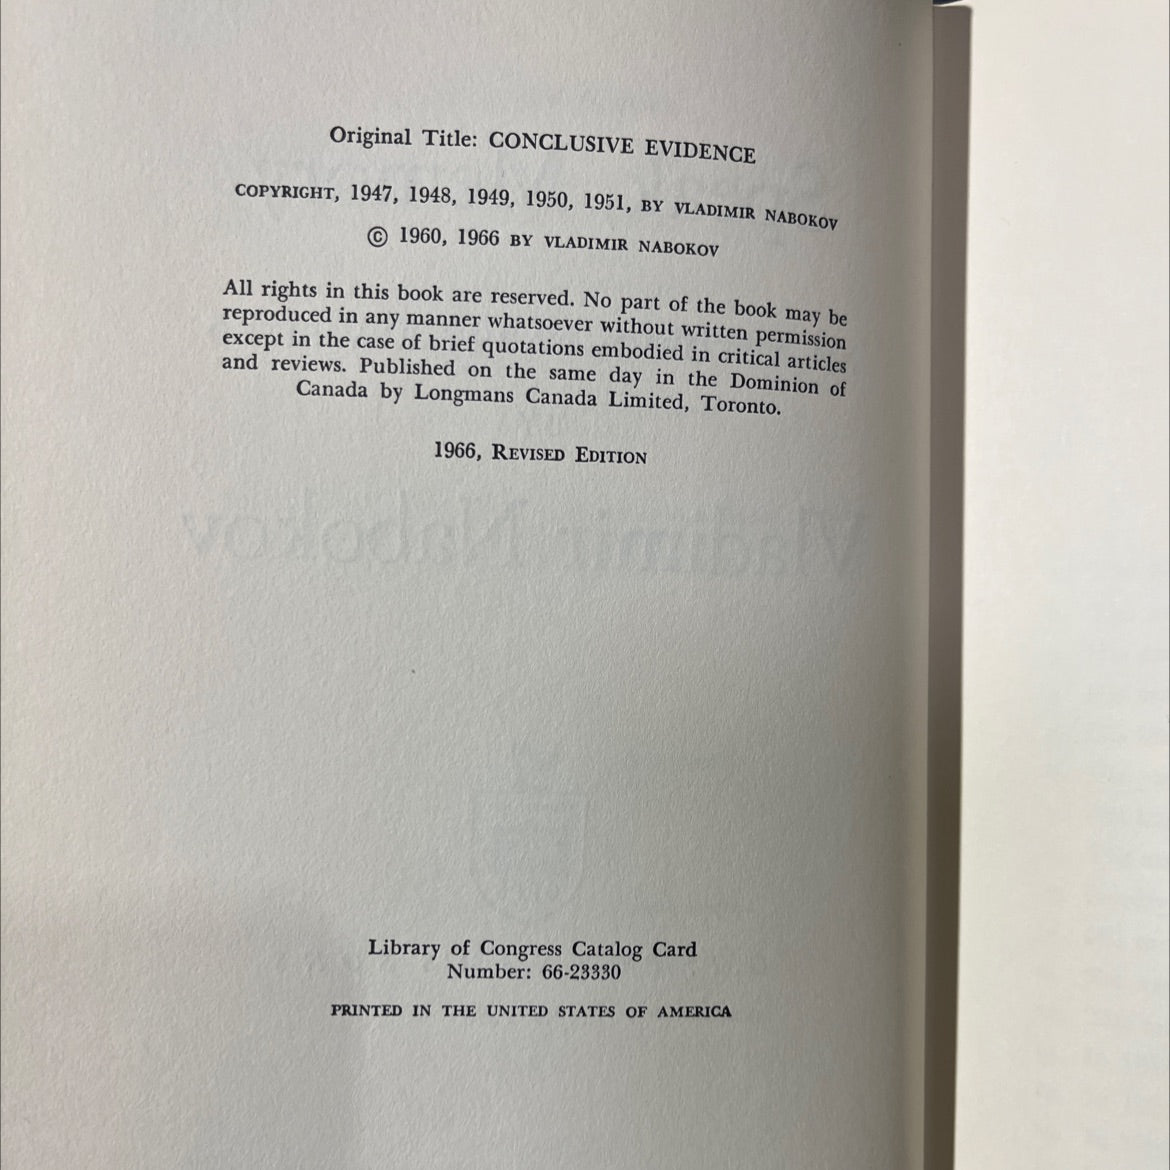 Original Title: CONCLUSIVE EVIDENCE
COPYRIGHT, 1947, 1948, 1949, 1950, 1951, BY VLADIMIR NABOKOV
© 1960, 1966 BY VLADIMIR NABOKOV
All rights in this book are reserved. No part of the book may be
reproduced in any manner whatsoever without written permission
except in the case of brief quotations embodied in critical articles
and reviews. Published on the same day in the Dominion of
Canada by Longmans Canada Limited, Toronto.
1966, REVISED EDITION
Vladimir Nabokov
Library of Congress Catalog Card
Number: 66-23330
PRINTED IN THE UNITED STATES OF AMERICA